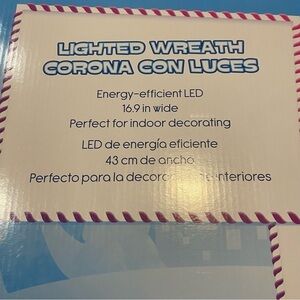 LIGHTED WREATH
CORONA CON LUCES
Energy-efficient LED
16.9 in wide
Perfect for indoor decorating
LED de energía eficiente
43 cm de ancho
Perfecto para la interiores